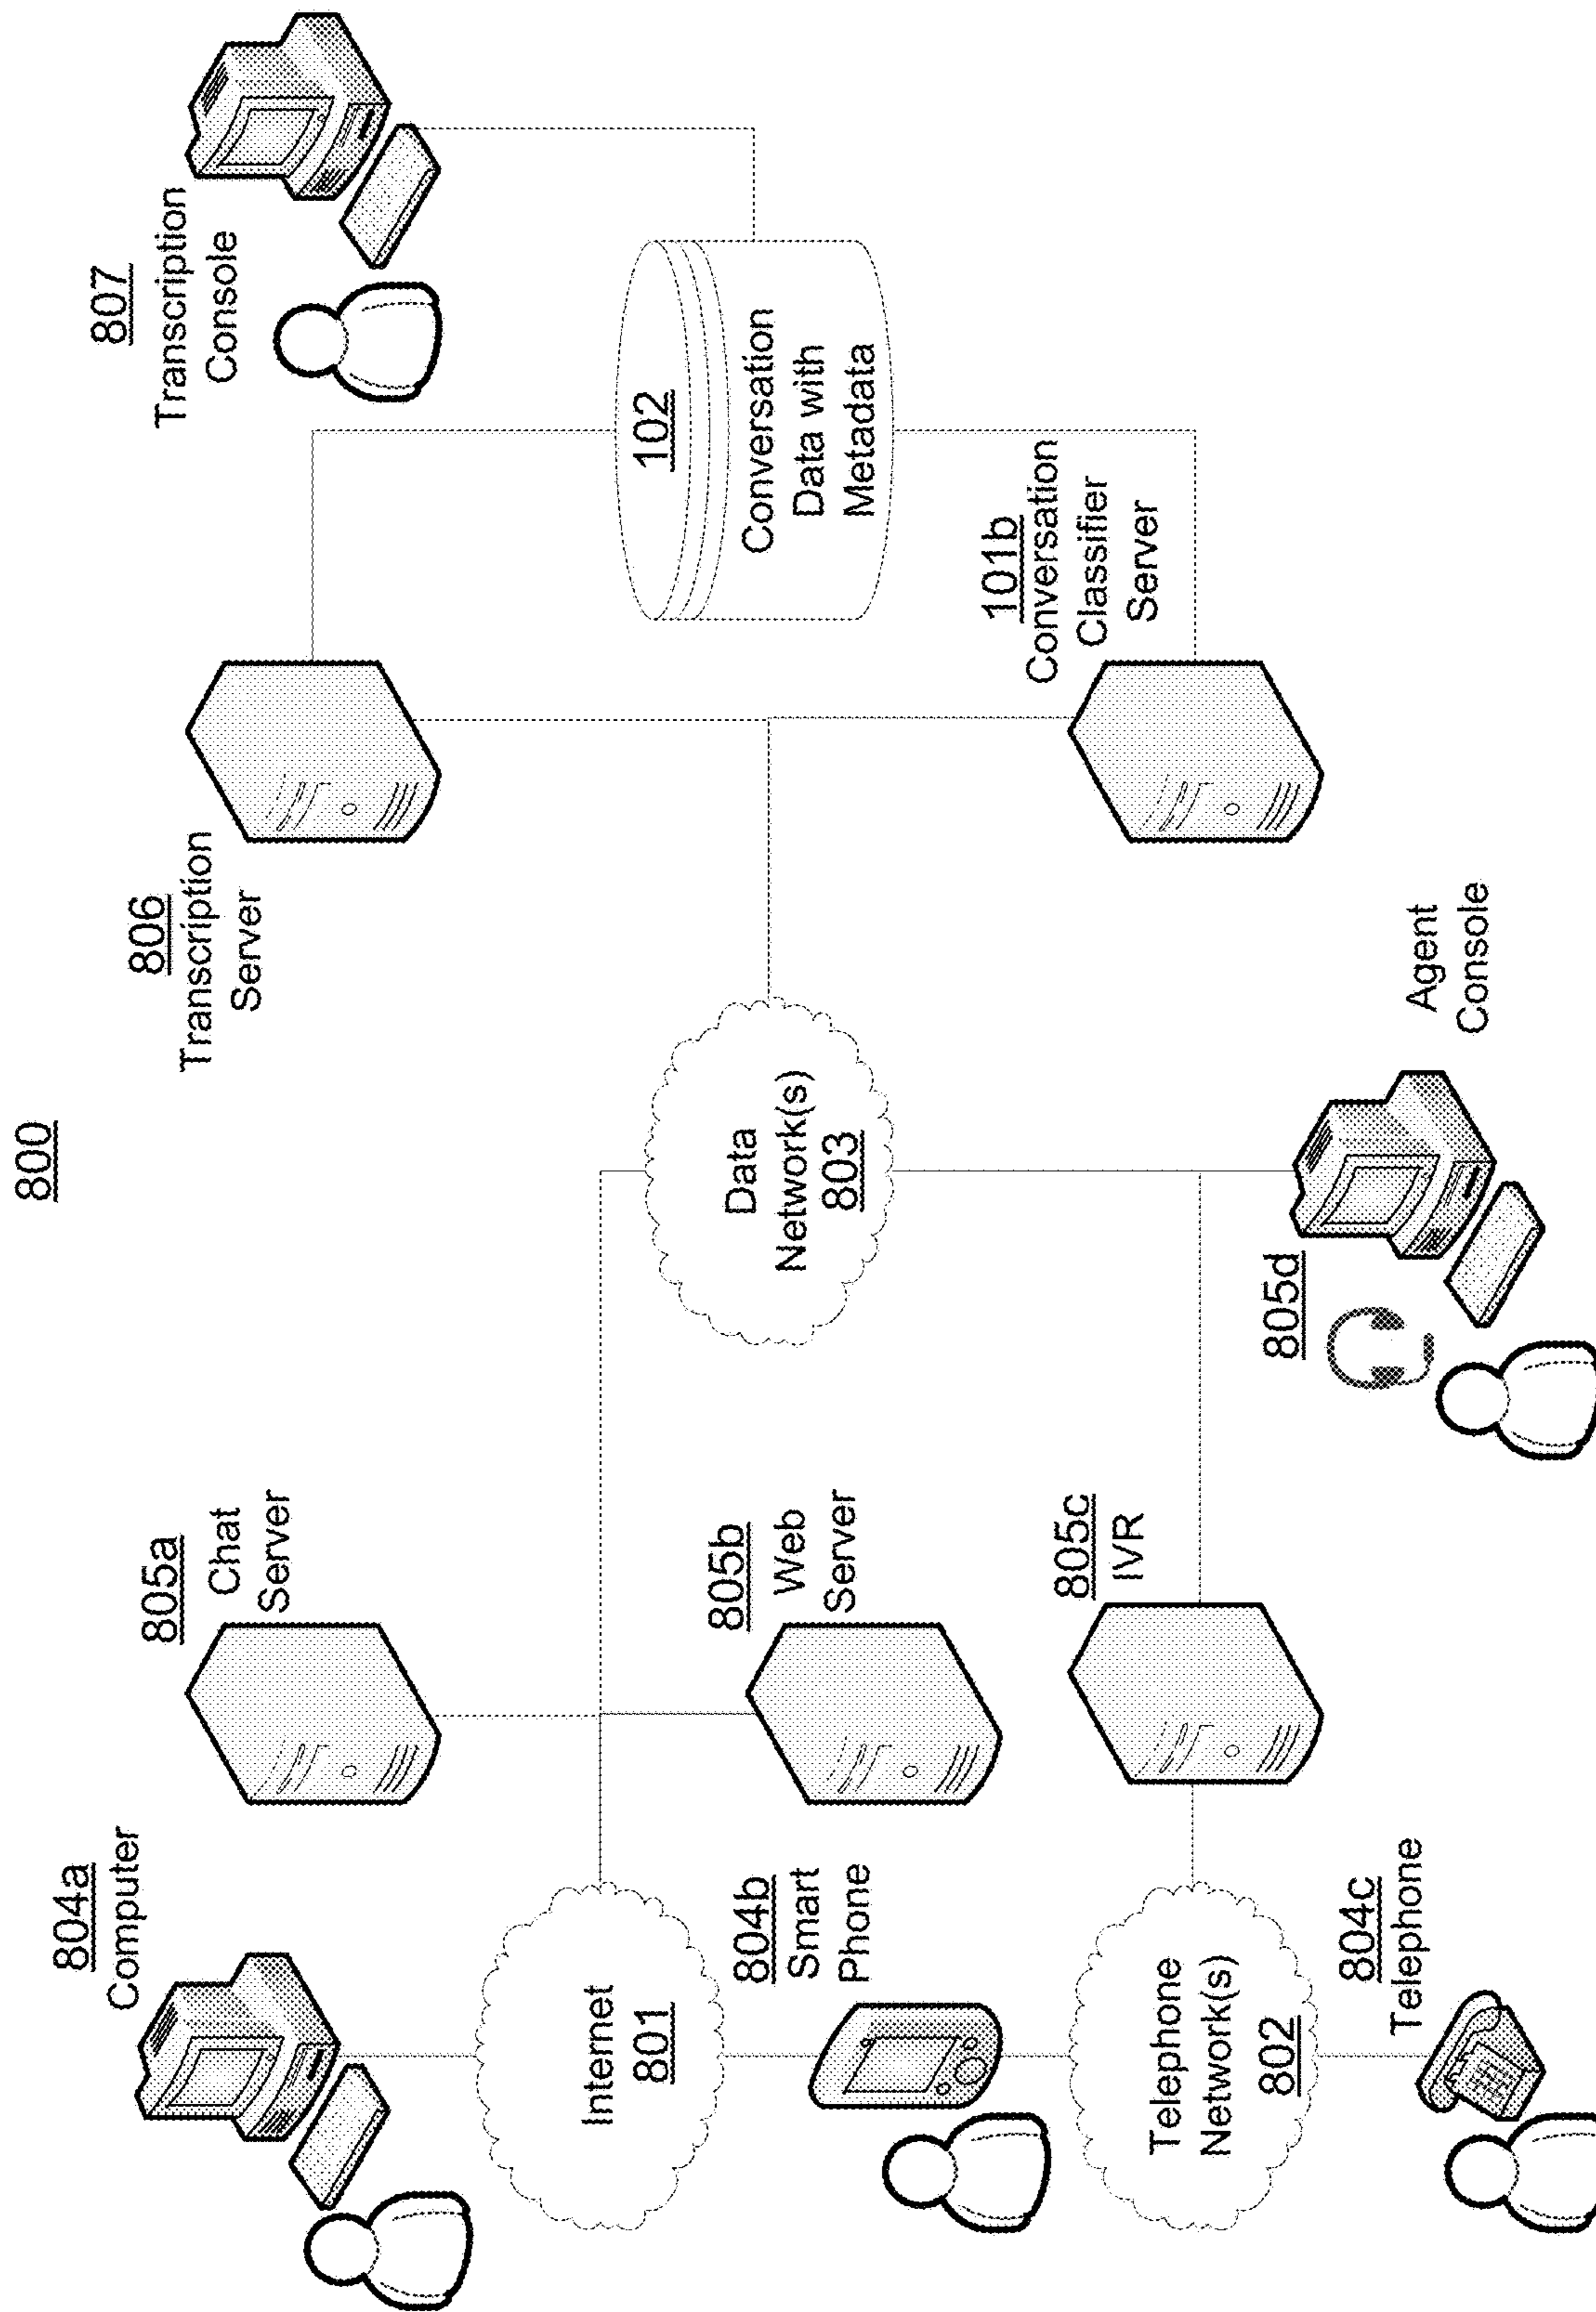 800
804a
Computer
805a
Chat
Server
806
Transcription
Server
807
Transcription
Console
Internet
801
804b
Smart
Phone
805b
Web
Server
Data
Network(s)
803
102
Conversation
Data with
Metadata
Telephone
Network(s)
802
805c
IVR
101b
Conversation
Classifier
Server
804c
Telephone
805d
Agent
Console